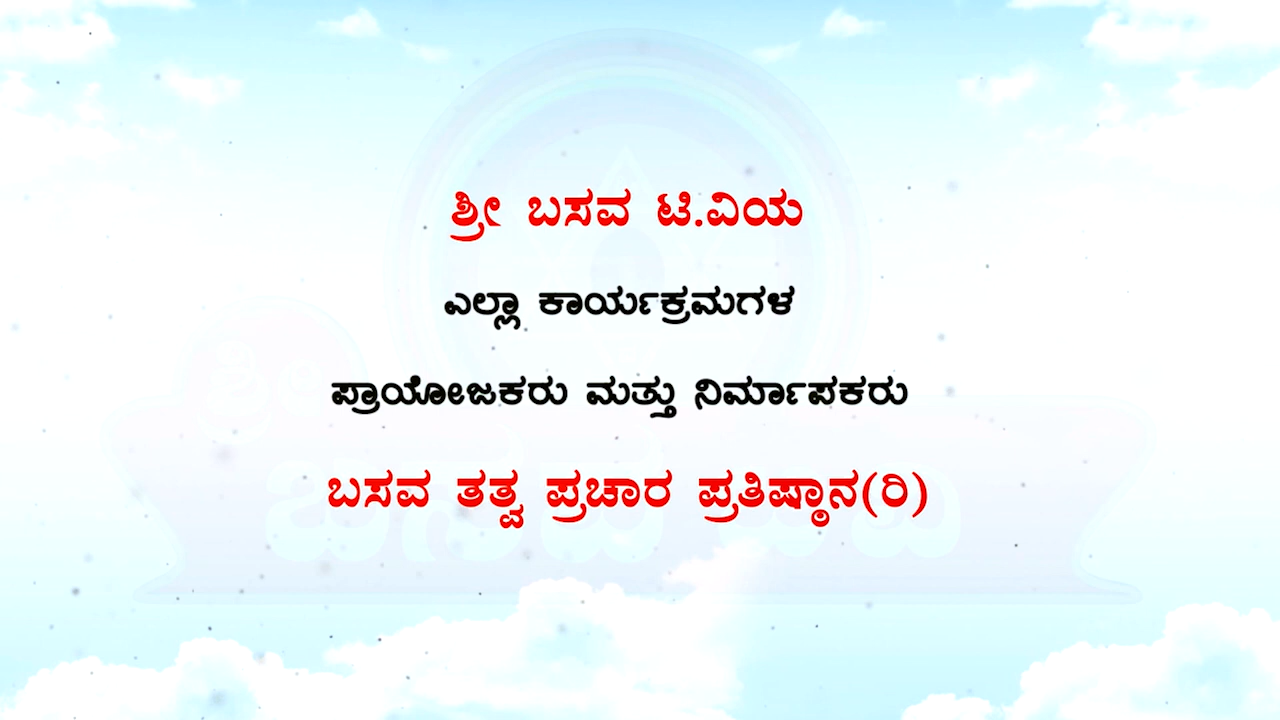 ಶ್ರೀ ಬಸವ ಟಿ.ವಿಯ
ಎಲ್ಲಾ ಕಾರ್ಯಕ್ರಮಗಳ
ಪ್ರಾಯೋಜಕರು ಮತ್ತು ನಿರ್ಮಾಪಕರು
ಬಸವ ತತ್ವ ಪ್ರಚಾರ ಪ್ರತಿಷ್ಠಾನ(ರಿ)